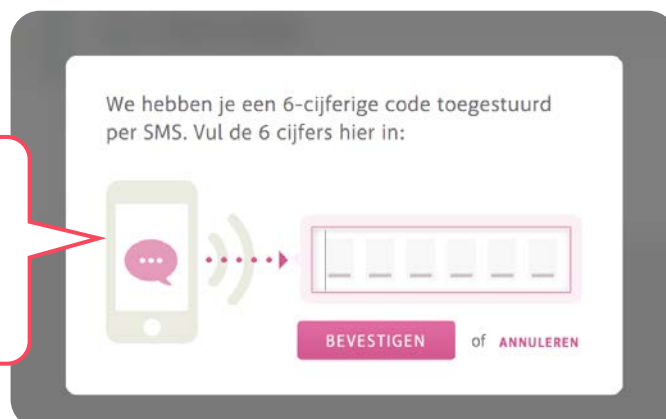 We hebben je een 6-cijferige code toegestuurd
per SMS. Vul de 6 cijfers hier in:
BEVESTIGEN of ANNULEREN